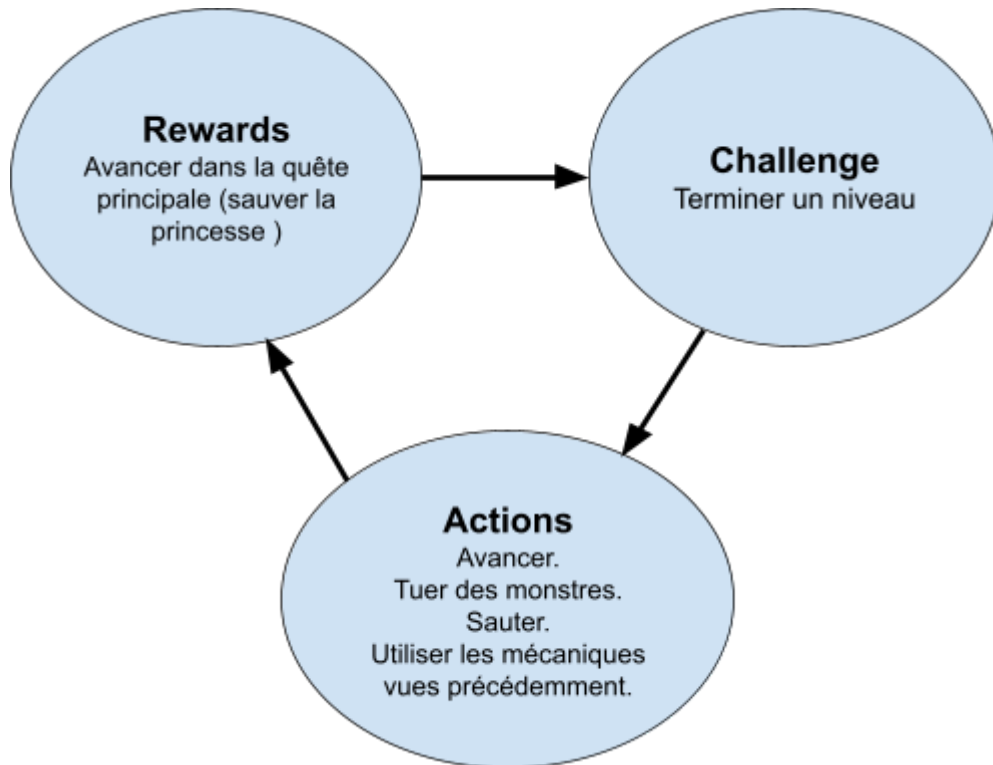 Rewards
Avancer dans la quête
principale (sauver la
princesse )
Challenge
Terminer un niveau
Actions
Avancer.
Tuer des monstres.
Sauter.
Utiliser les mécaniques
vues précédemment.